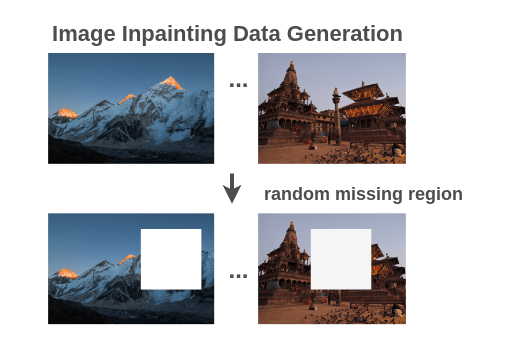 Image Inpainting Data Generation
...
random missing region
...